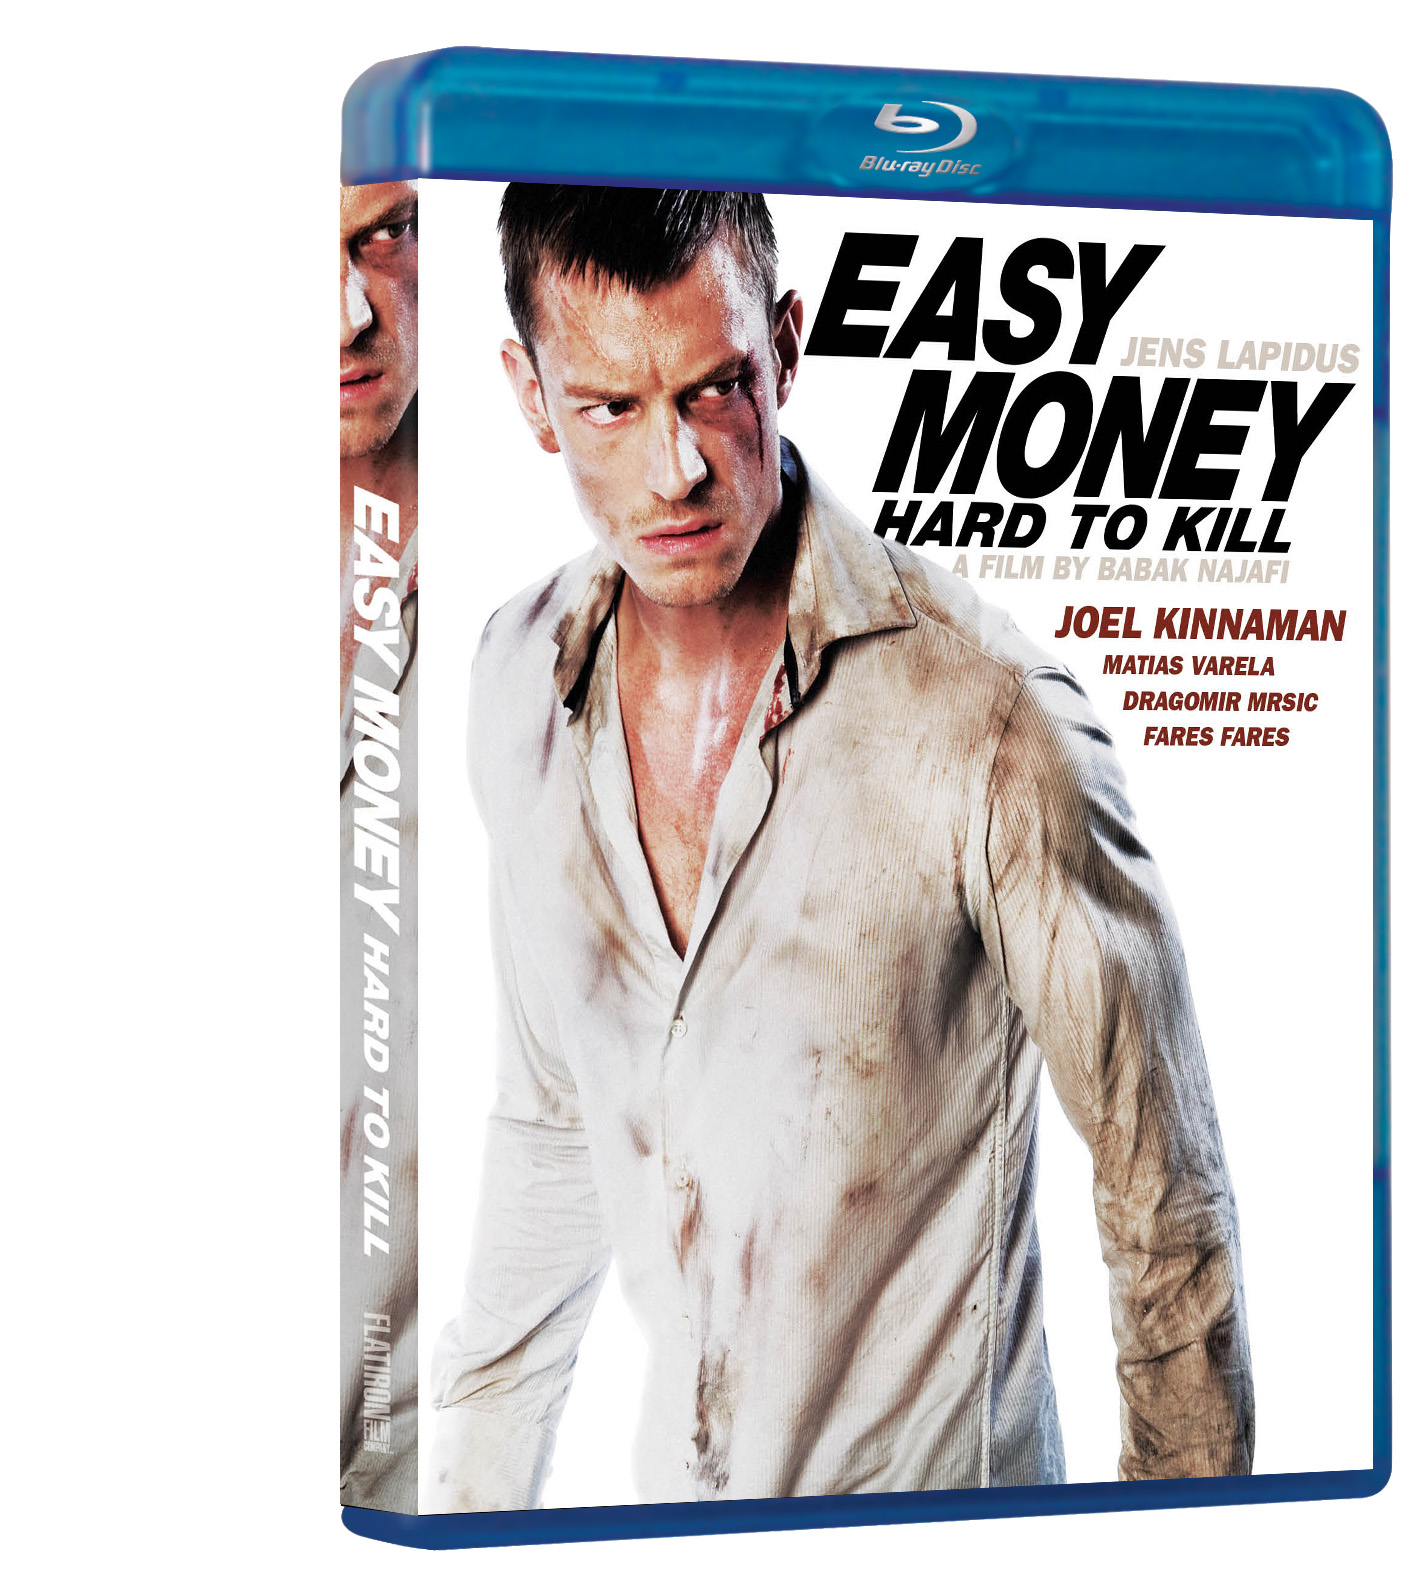 Blu-ray Disc
EASY
JENS LAPIDUS
MONEY
HARD TO KILL
A FILM BY BABAK NAJAFI
JOEL KINNAMAN
MATIAS VARELA
DRAGOMIR MRSIC
FARES FARES
EASY MONEY HARD TO KILL
FLATIRON
FILM